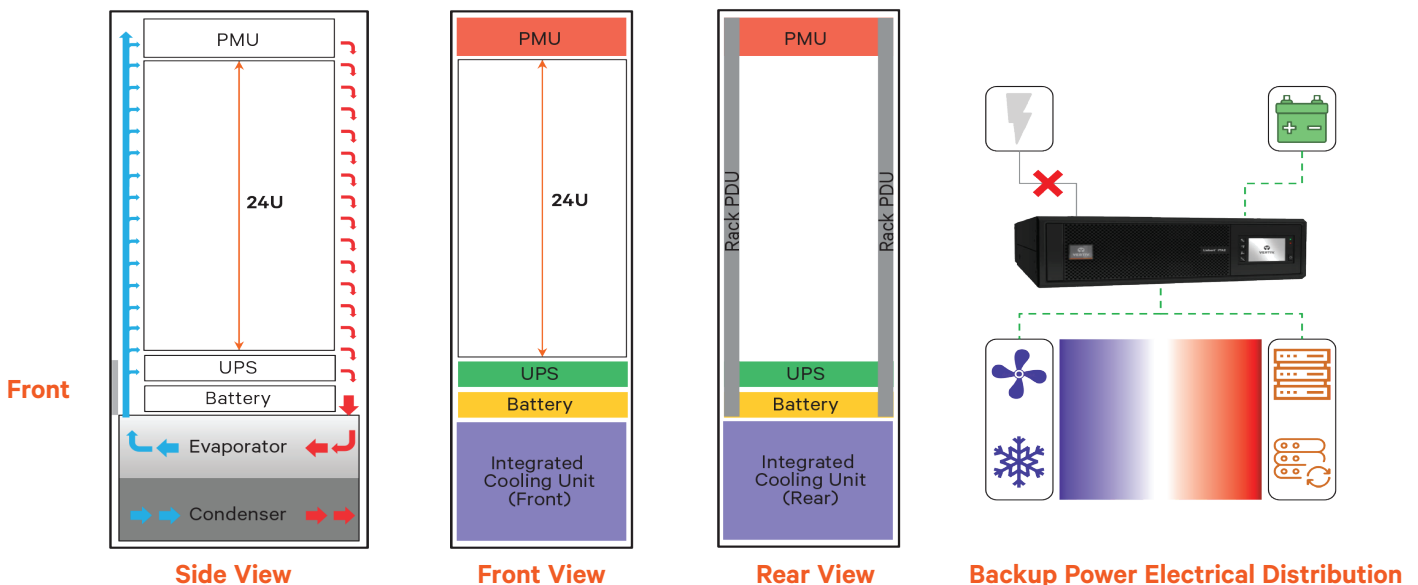 PMU
24U
UPS
Battery
Evaporator
Condenser
Front
Side View
PMU
24U
UPS
Battery
Integrated
Cooling Unit
(Front)
Front View
PMU
Rack PDU
Rack PDU
UPS
Battery
Integrated
Cooling Unit
(Rear)
Rear View
VERTIV
Backup Power Electrical Distribution